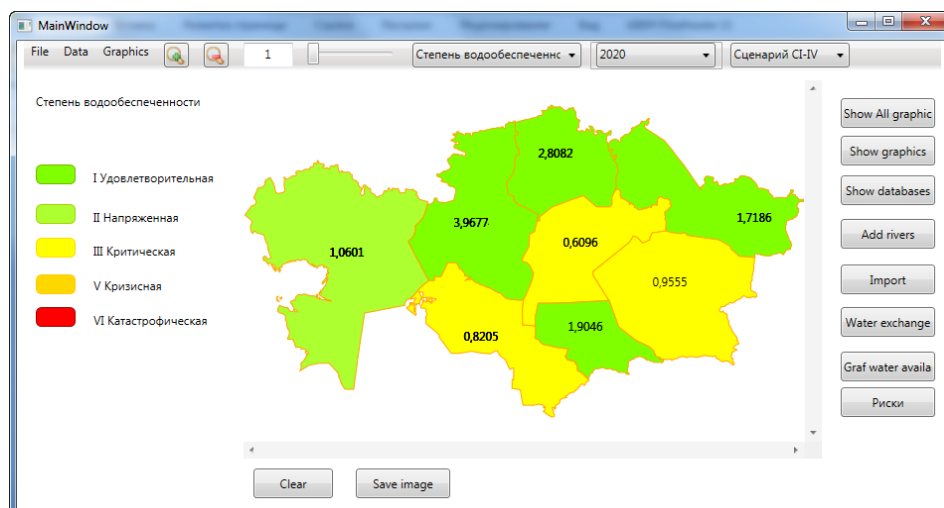 MainWindow
File Data Graphics 1 Степень водообеспеченнс 2020 Сценарий CI-IV
Степень водообеспеченности
I Удовлетворительная
II Напряженная
III Критическая
V Кризисная
VI Катастрофическая
2,8082
1,7186
3,9677
0,6096
1,0601
0,9555
1,9046
0,8205
Show All graphic
Show graphics
Show databases
Add rivers
Import
Water exchange
Graf water availa
Риски
Clear Save image